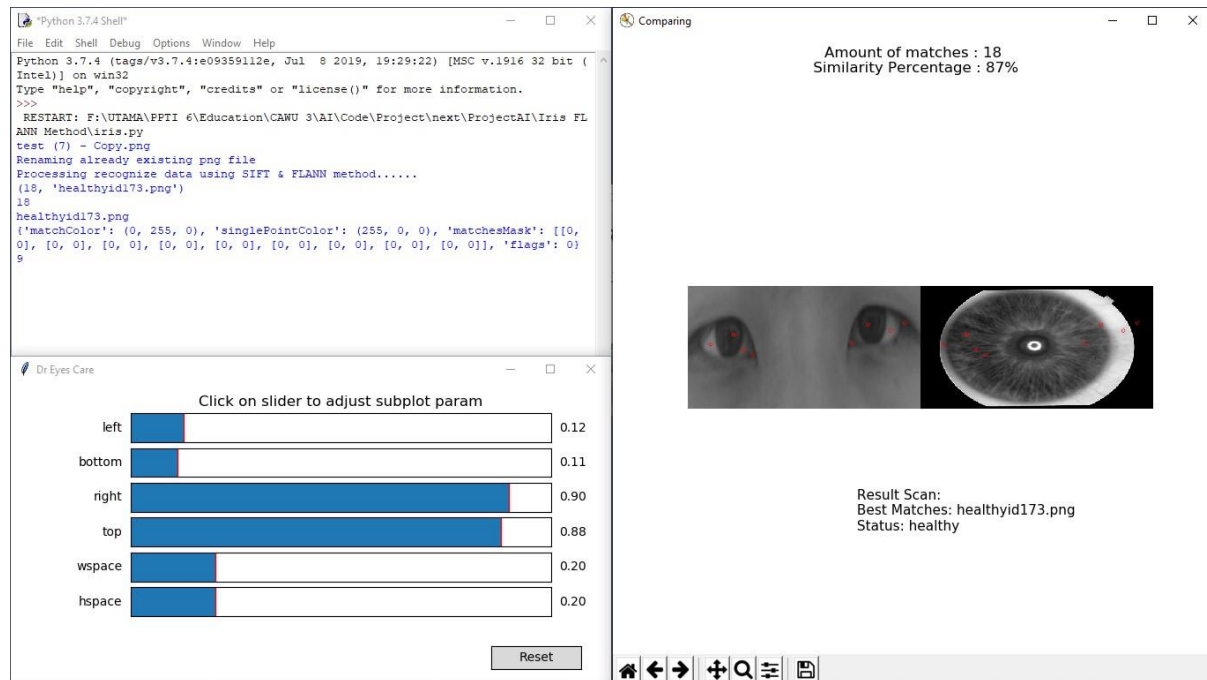 *Python 3.7.4 Shell*
File Edit Shell Debug Options Window Help
Python 3.7.4 (tags/v3.7.4:e09359112e, Jul 8 2019, 19:29:22) [MSC v.1916 32 bit (
Intel)] on win32
Type "help", "copyright", "credits" or "license()" for more information.
>>>
RESTART: F:\UTAMA\PPTI 6\Education\CAWU 3\AI\Code\Project\next\ProjectAI\Iris FL
ANN Method\iris.py
test (7) - Copy.png
Renaming already existing png file
Processing recognize data using SIFT & FLANN method......
(18, 'healthyid173.png')
18
healthyid173.png
{'matchColor': (0, 255, 0), 'singlePointColor': (255, 0, 0), 'matchesMask': [[0,
0], [0, 0], [0, 0], [0, 0], [0, 0], [0, 0], [0, 0], [0, 0], [0, 0]], 'flags': 0}
9
Dr Eyes Care
Click on slider to adjust subplot param
left 0.12
bottom 0.11
right 0.90
top 0.88
wspace 0.20
hspace 0.20
Reset
Comparing
Amount of matches : 18
Similarity Percentage : 87%
Result Scan:
Best Matches: healthyid173.png
Status: healthy